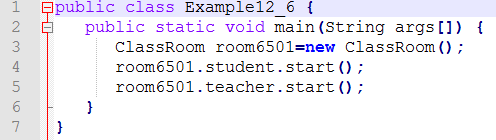 1 public class Example12_6 {
2 public static void main(String args[]) {
3 ClassRoom room6501=new ClassRoom();
4 room6501.student.start();
5 room6501.teacher.start();
6 }
7 }